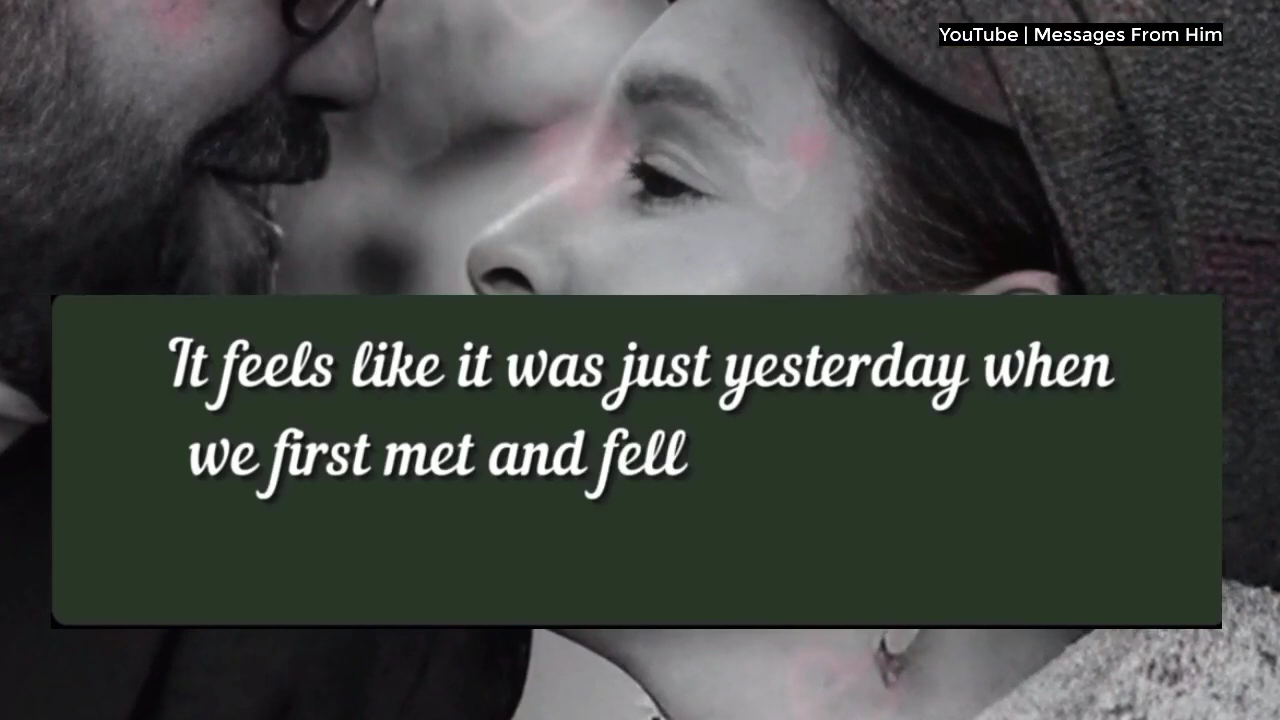 YouTube | Messages From Him
It feels like it was just yesterday when
we first met and fell